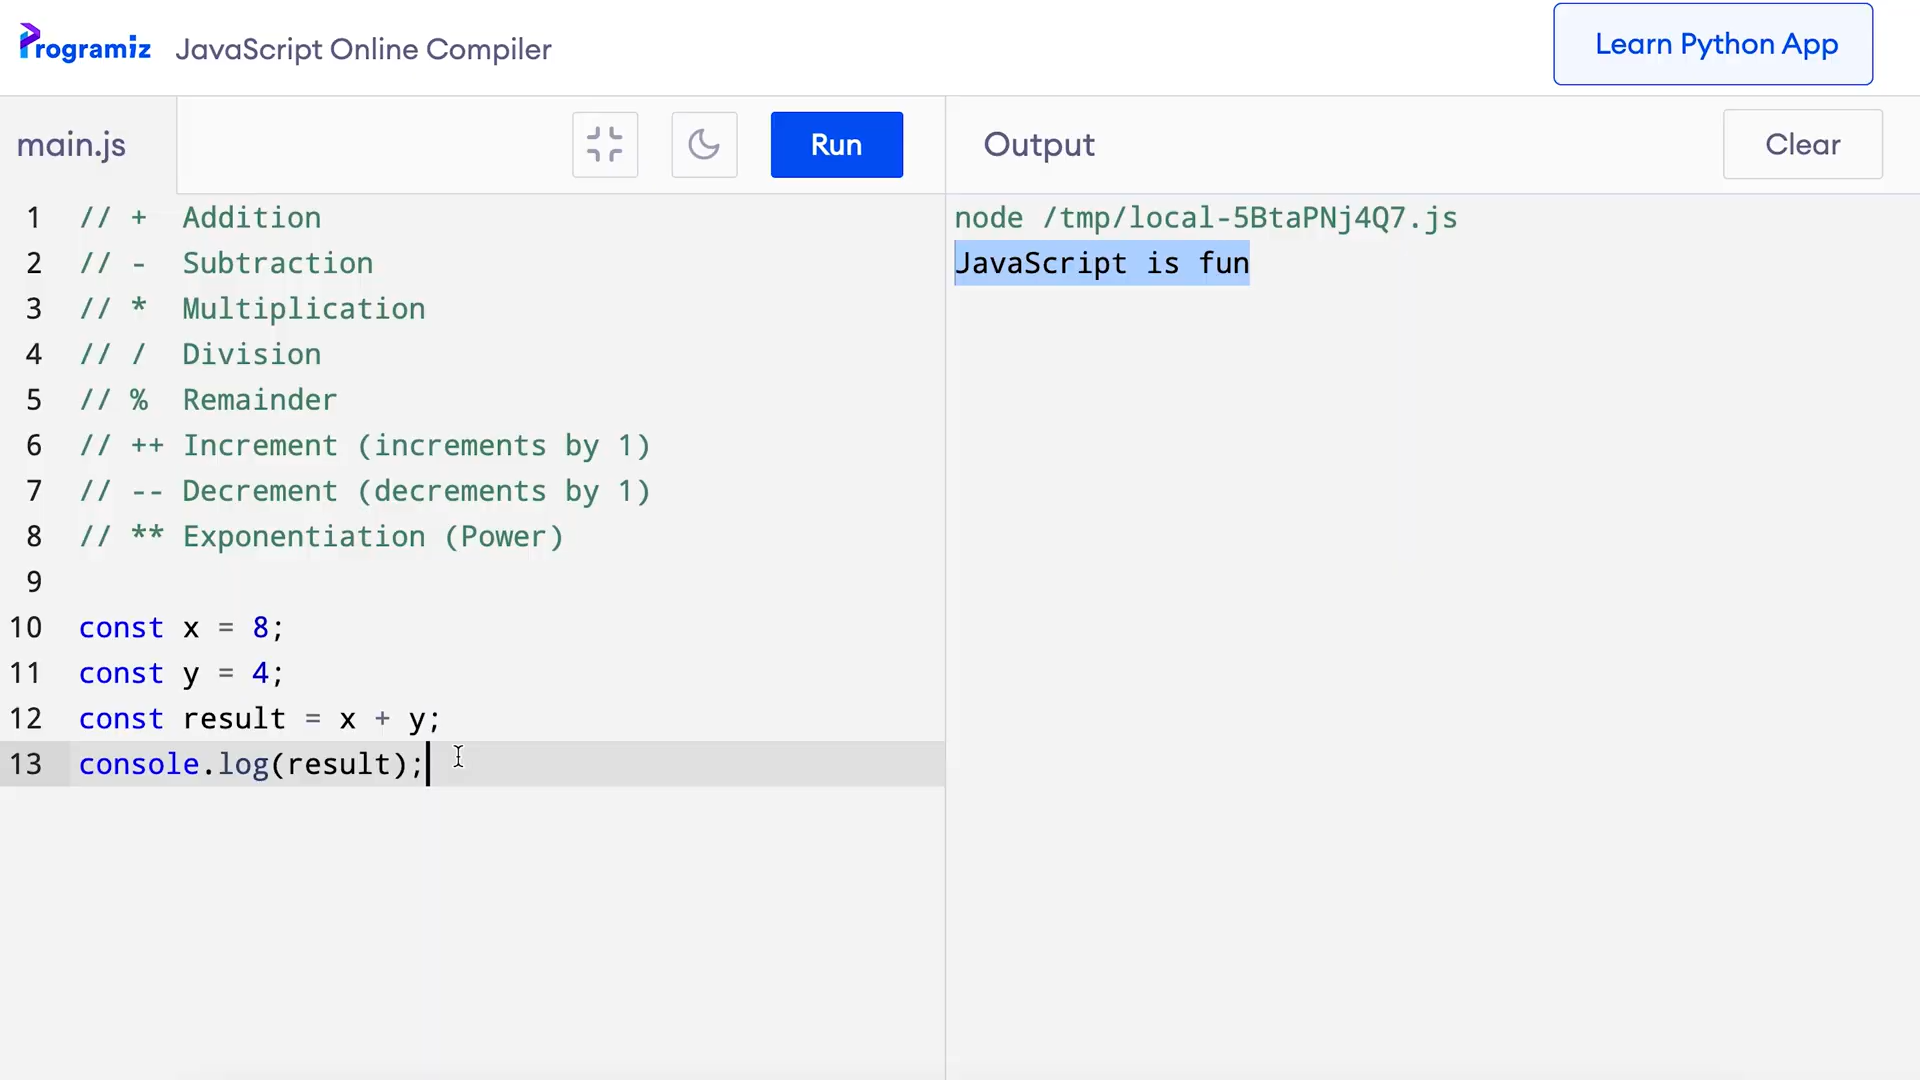 Programiz JavaScript Online Compiler Learn Python App
main.js Run Output Clear
1 // + Addition
2 // - Subtraction
3 // * Multiplication
4 // / Division
5 // % Remainder
6 // ++ Increment (increments by 1)
7 // -- Decrement (decrements by 1)
8 // ** Exponentiation (Power)
9
10 const x = 8;
11 const y = 4;
12 const result = x + y;
13 console.log(result);
node /tmp/local-5BtaPNj4Q7.js
JavaScript is fun